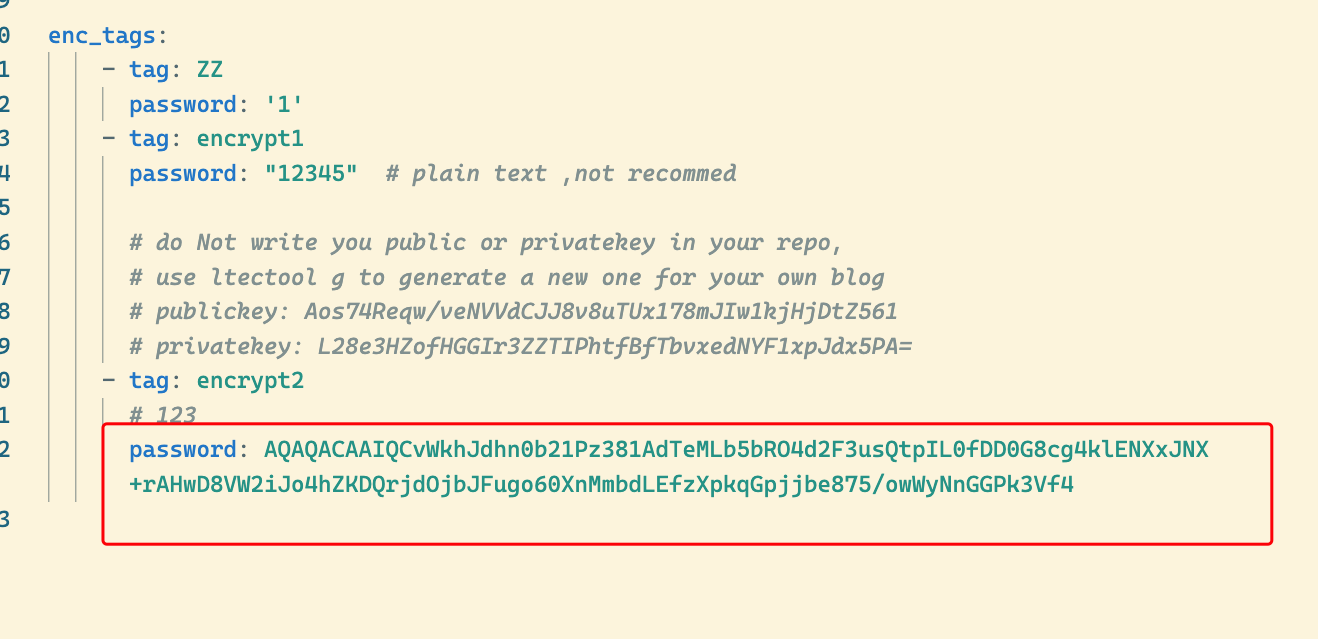 0 enc_tags:
1 - tag: ZZ
2 password: '1'
3 - tag: encrypt1
4 password: "12345"  # plain text ,not recommed
5
6 # do Not write you public or privatekey in your repo,
7 # use ltectool g to generate a new one for your own blog
8 # publickey: Aos74Reqw/veNVVdCJJ8v8uTUx178mJIw1kjHjDtZ561
9 # privatekey: L28e3HZofHGGIr3ZZTIPhtfBfTbvxedNYF1xpJdx5PA=
0 - tag: encrypt2
1 # 123
2 password: AQAQACAAIQCvWkhJdhn0b21Pz381AdTeMLb5bRO4d2F3usQtpIL0fDD0G8cg4klENXxJNX
+rAHwD8VW2iJo4hZKDQrjdOjbJFugo60XnMmbdLEfzXpkqGpjjbe875/owWyNnGGPk3Vf4
3